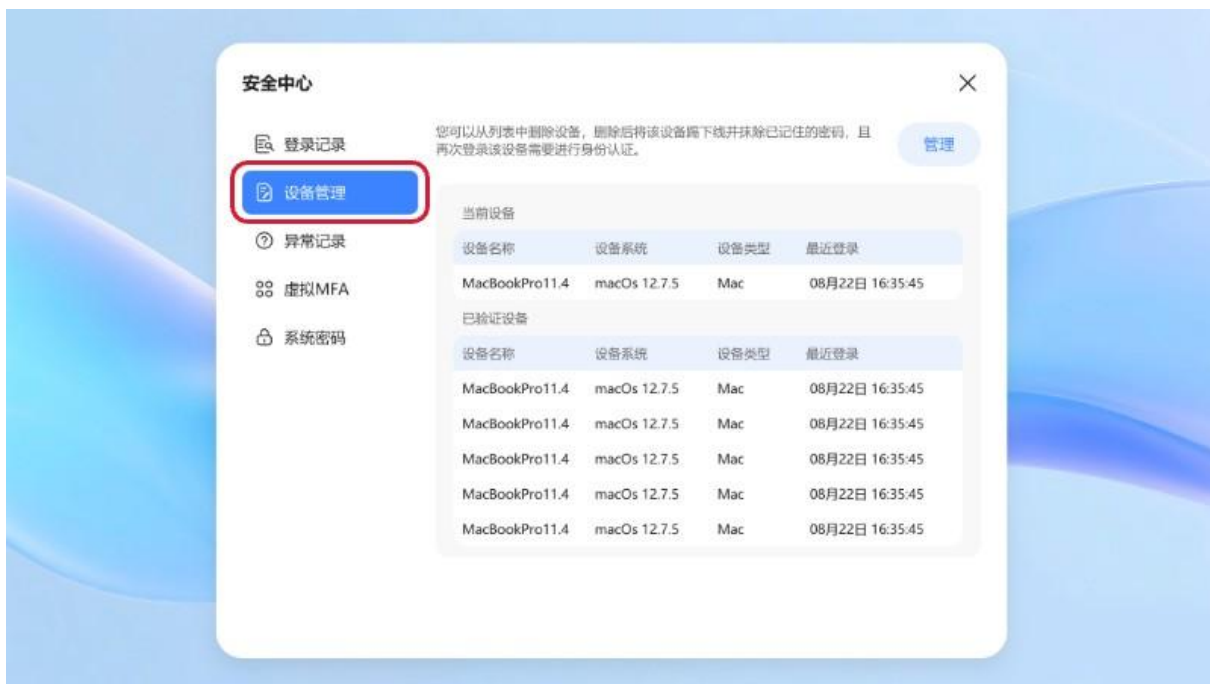 安全中心
登录记录
设备管理
异常记录
虚拟MFA
系统密码
您可以从列表中删除设备，删除后将该设备踢下线并抹除已记住的密码，且
再次登录该设备需要进行身份认证。
管理
当前设备
设备名称 设备系统 设备类型 最近登录
MacBookPro11.4 macOs 12.7.5 Mac 08月22日 16:35:45
已验证设备
设备名称 设备系统 设备类型 最近登录
MacBookPro11.4 macOs 12.7.5 Mac 08月22日 16:35:45
MacBookPro11.4 macOs 12.7.5 Mac 08月22日 16:35:45
MacBookPro11.4 macOs 12.7.5 Mac 08月22日 16:35:45
MacBookPro11.4 macOs 12.7.5 Mac 08月22日 16:35:45
MacBookPro11.4 macOs 12.7.5 Mac 08月22日 16:35:45